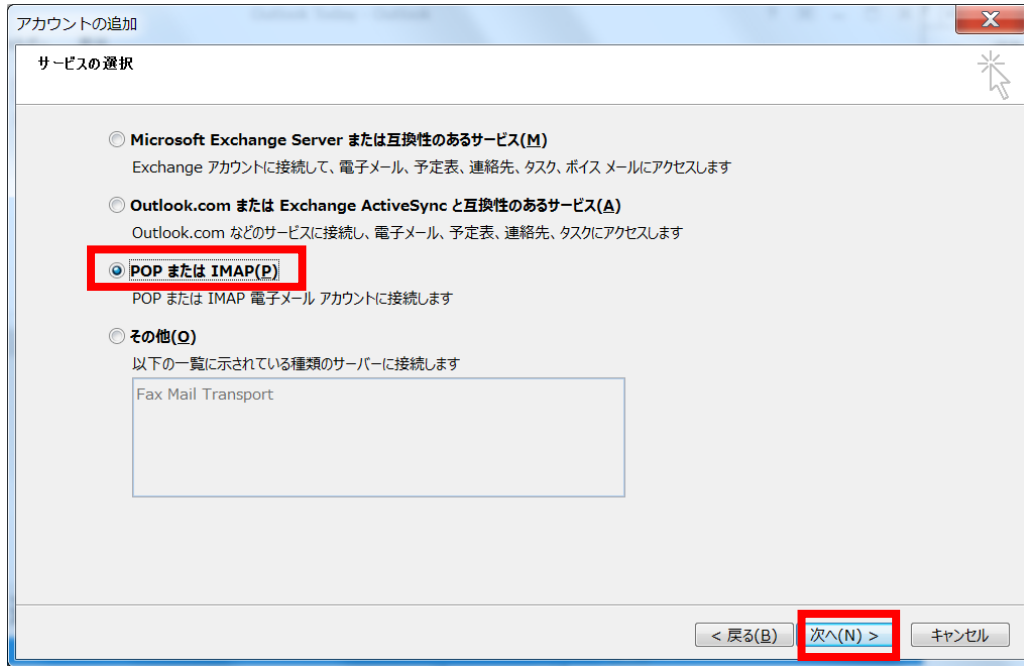 アカウントの追加
サービスの選択
Microsoft Exchange Server または互換性のあるサービス(M)
Exchange アカウントに接続して、電子メール、予定表、連絡先、タスク、ボイス メールにアクセスします
Outlook.com または Exchange ActiveSync と互換性のあるサービス(A)
Outlook.com などのサービスに接続し、電子メール、予定表、連絡先、タスクにアクセスします
POP または IMAP(P)
POP または IMAP 電子メール アカウントに接続します
その他(O)
以下の一覧に示されている種類のサーバーに接続します
Fax Mail Transport
< 戻る(B) 次へ(N) > キャンセル